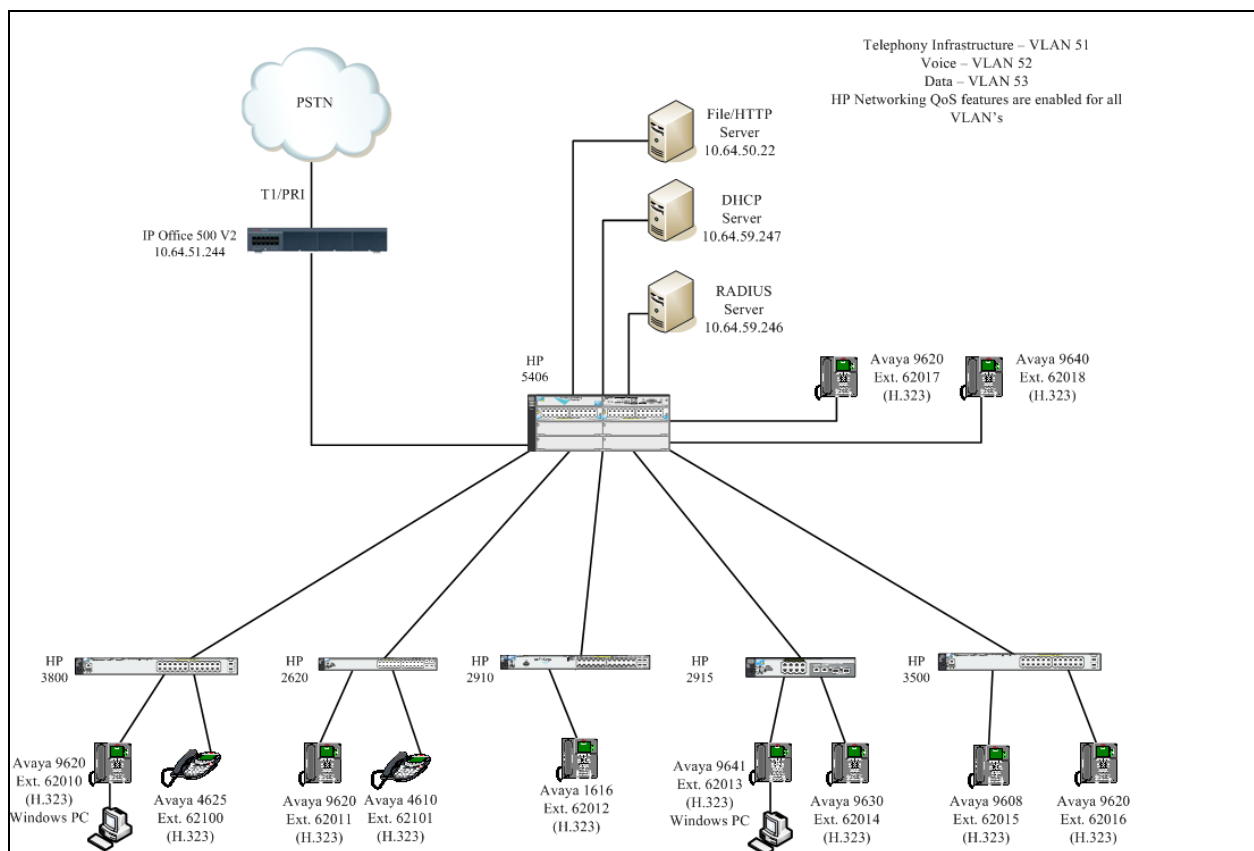 Telephony Infrastructure – VLAN 51
Voice – VLAN 52
Data – VLAN 53
HP Networking QoS features are enabled for all
VLAN's
PSTN
File/HTTP
Server
10.64.50.22
T1/PRI
DHCP
Server
10.64.59.247
IP Office 500 V2
10.64.51.244
RADIUS
Server
10.64.59.246
HP
5406
Avaya 9620
Ext. 62017
(H.323)
Avaya 9640
Ext. 62018
(H.323)
HP
3800
HP
2620
HP
2910
HP
2915
HP
3500
Avaya 9620
Ext. 62010
(H.323)
Windows PC
Avaya 4625
Ext. 62100
(H.323)
Avaya 9620
Ext. 62011
(H.323)
Avaya 4610
Ext. 62101
(H.323)
Avaya 1616
Ext. 62012
(H.323)
Avaya 9641
Ext. 62013
(H.323)
Windows PC
Avaya 9630
Ext. 62014
(H.323)
Avaya 9608
Ext. 62015
(H.323)
Avaya 9620
Ext. 62016
(H.323)